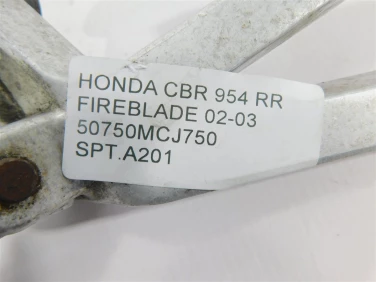 HONDA CBR 954 RR
FIREBLADE 02-03
50750MCJ750
SPT.A201